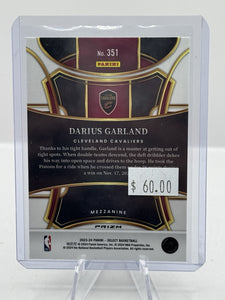 No. 351
PANINI
DARIUS GARLAND
CLEVELAND CAVALIERS
Thanks to his tight handle, Garland is a master at getting out of
tight spots. When double-teams descend, the deft dribbler dekes
his way into open space and drives to the hoop. He took the
Pistons for a ride when he crossed them
a win on Nov. 17, 20
$ 60.00
MEZZANINE
PRIZM
2023-24 PANINI - SELECT BASKETBALL